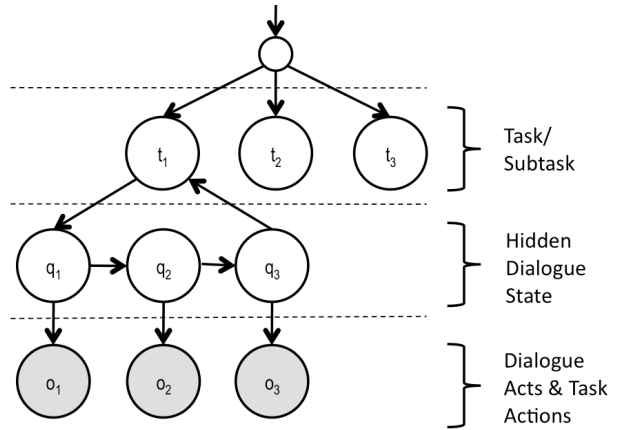 t1 t2 t3
Task/
Subtask
q1 q2 q3
Hidden
Dialogue
State
o1 o2 o3
Dialogue
Acts & Task
Actions